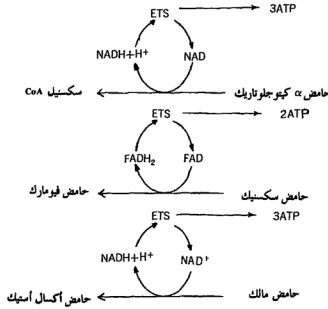 ETS 3ATP
NADH+H⁺ NAD
حامض α كيتوجلوتاريك سكسنيل CoA
ETS 2ATP
FADH₂ FAD
حامض سكسنيك حامض فيومارك
ETS 3ATP
NADH+H⁺ NAD⁺
حامض مالك حامض أكسال أستيك